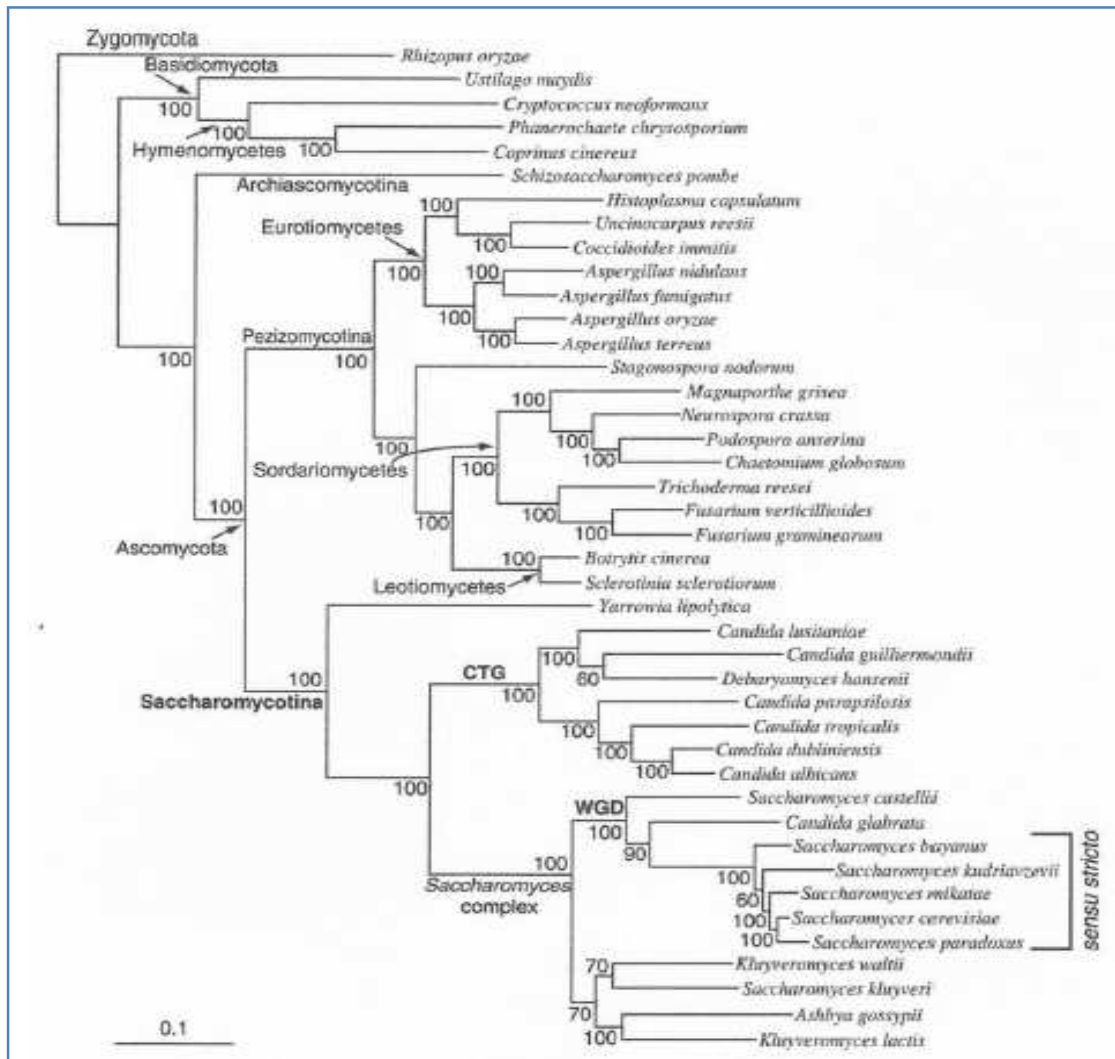 Zygomycota
Rhizopus oryzae
Basidiomycota
Ustilago maydis
100
Cryptococcus neoformans
100
Phanerochaete chrysosporium
Hymenomycetes
100
Coprinus cinereus
Schizosaccharomyces pombe
Archiascomycotina
Histoplasma capsulatum
100
Uncinocarpus reesii
Eurotiomycetes
100
Coccidioides immitis
100
100
Aspergillus nidulans
Aspergillus fumigatus
100
Aspergillus oryzae
Pezizomycotina
100
Aspergillus terreus
100
100
Stagonospora nodorum
Magnaporthe grisea
100
Neurospora crassa
100
Podospora anserina
100
100
Chaetomium globosum
Sordariomycetes
100
Trichoderma reesei
Fusarium verticillioides
100
100
100
100
Fusarium graminearum
100
Ascomycota
Botrytis cinerea
100
Leotiomycetes
Sclerotinia sclerotiorum
Yarrowia lipolytica
Candida lusitaniae
100
Candida guilliermondii
100
CTG
60
Debaryomyces hansenii
100
Saccharomycotina
Candida parapsilosis
100
Candida tropicalis
100
Candida dubliniensis
100
Candida albicans
100
Saccharomyces castellii
WGD
100
Candida glabrata
90
Saccharomyces bayanus
100
100
Saccharomyces kudriavzevii
Saccharomyces
complex
60
Saccharomyces mikatae
100
Saccharomyces cerevisiae
100
Saccharomyces paradoxus
sensu stricto
70
Kluyveromyces waltii
Saccharomyces kluyveri
70
Ashbya gossypii
0.1
100
Kluyveromyces lactis